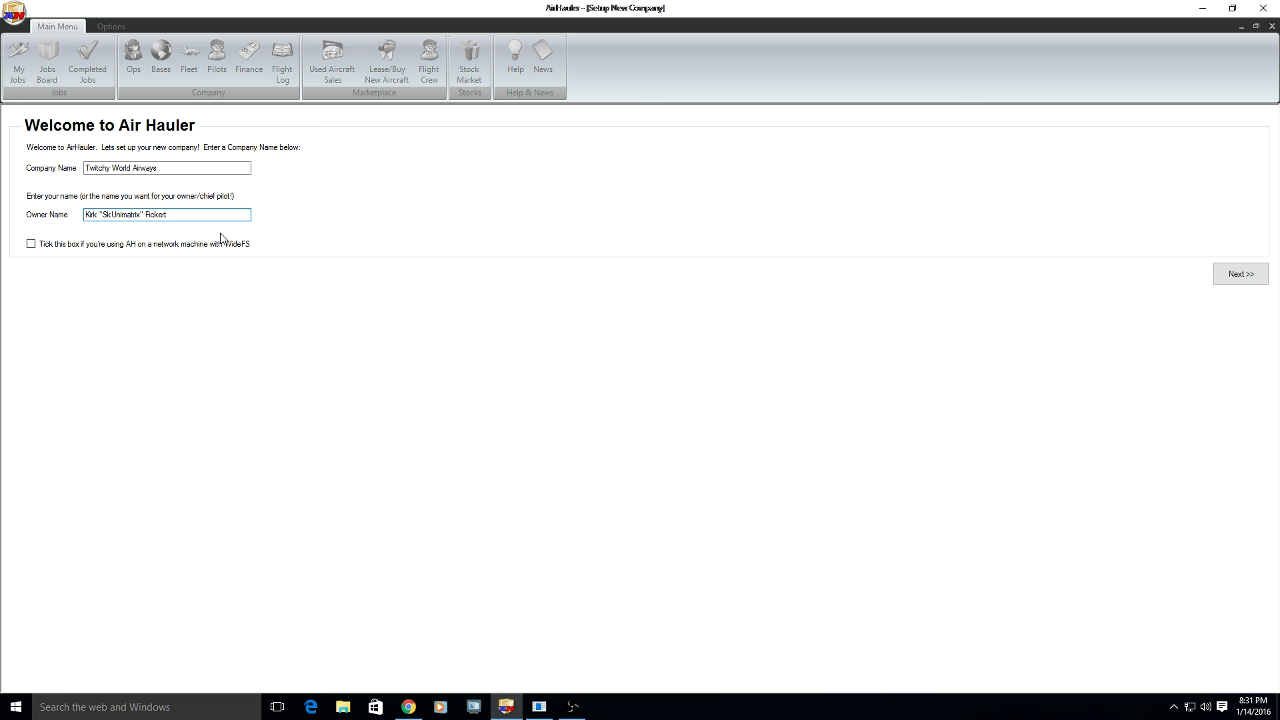 AirHauler -- [Setup New Company]
Main Menu Options
My Jobs
Jobs Board
Completed Jobs
Ops
Bases
Fleet
Pilots
Finance
Flight Log
Used Aircraft Sales
Lease/Buy New Aircraft
Flight Crew
Stock Market
Help
News
Jobs
Company
Marketplace
Stocks
Help & News
Welcome to Air Hauler
Welcome to AirHauler. Lets set up your new company! Enter a Company Name below:
Company Name Twitchy World Airways
Enter your name (or the name you want for your owner/chief pilot!)
Owner Name Kirk "SkUnimatrix" Rickert
Tick this box if you're using AH on a network machine with WideFS
Next >>
Search the web and Windows
8:31 PM
1/14/2016